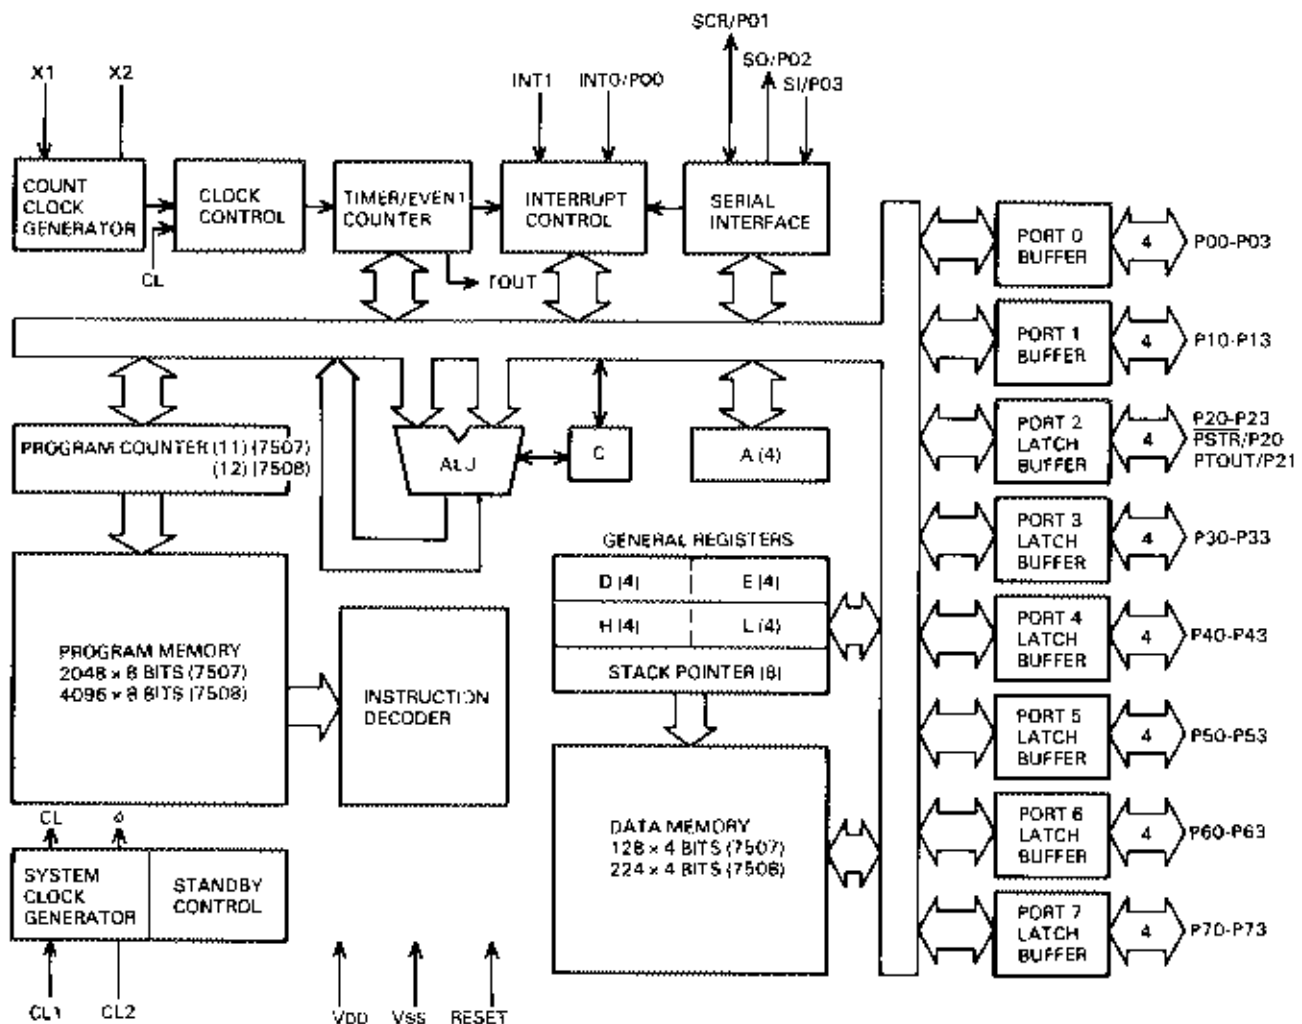 SCR/P01
SO/P02
SI/P03
X1
X2
INT1
INT0/P00
COUNT
CLOCK
GENERATOR
CLOCK
CONTROL
TIMER/EVENT
COUNTER
INTERRUPT
CONTROL
SERIAL
INTERFACE
CL
TOUT
PORT 0
BUFFER
4
P00-P03
PORT 1
BUFFER
4
P10-P13
PROGRAM COUNTER (11) (7507)
(12) (7508)
ALU
C
A (4)
PORT 2
LATCH
BUFFER
4
P20-P23
PSTR/P20
PTOUT/P21
PORT 3
LATCH
BUFFER
4
P30-P33
GENERAL REGISTERS
D (4)
E (4)
H (4)
L (4)
STACK POINTER (8)
PORT 4
LATCH
BUFFER
4
P40-P43
PROGRAM MEMORY
2048 × 8 BITS (7507)
4096 × 8 BITS (7508)
INSTRUCTION
DECODER
PORT 5
LATCH
BUFFER
4
P50-P53
DATA MEMORY
128 × 4 BITS (7507)
224 × 4 BITS (7508)
PORT 6
LATCH
BUFFER
4
P60-P63
CL
ϕ
SYSTEM
CLOCK
GENERATOR
STANDBY
CONTROL
PORT 7
LATCH
BUFFER
4
P70-P73
CL1
CL2
VDD
VSS
RESET